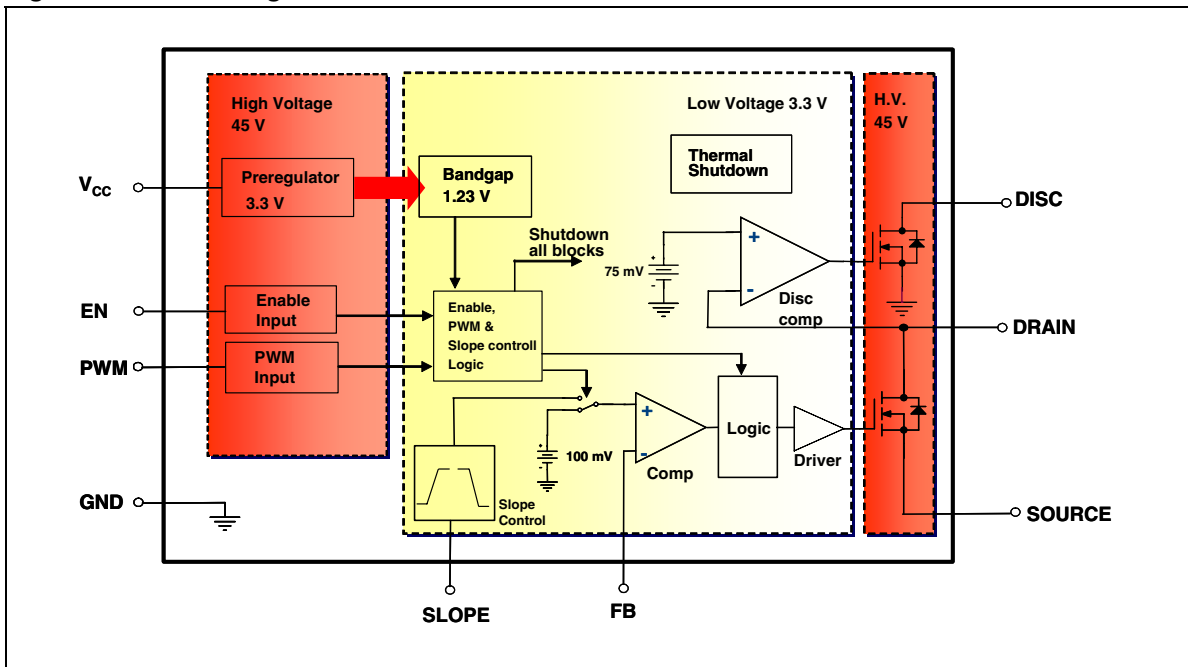 High Voltage
45 V
Low Voltage 3.3 V
H.V.
45 V
Thermal
Shutdown
V_CC
Preregulator
3.3 V
Bandgap
1.23 V
DISC
Shutdown
all blocks
+
75 mV
-
+
-
Disc
comp
EN
Enable
Input
Enable,
PWM &
Slope controll
Logic
DRAIN
PWM
PWM
Input
+
-
Comp
Logic
Driver
+
100 mV
-
GND
Slope
Control
SOURCE
SLOPE
FB